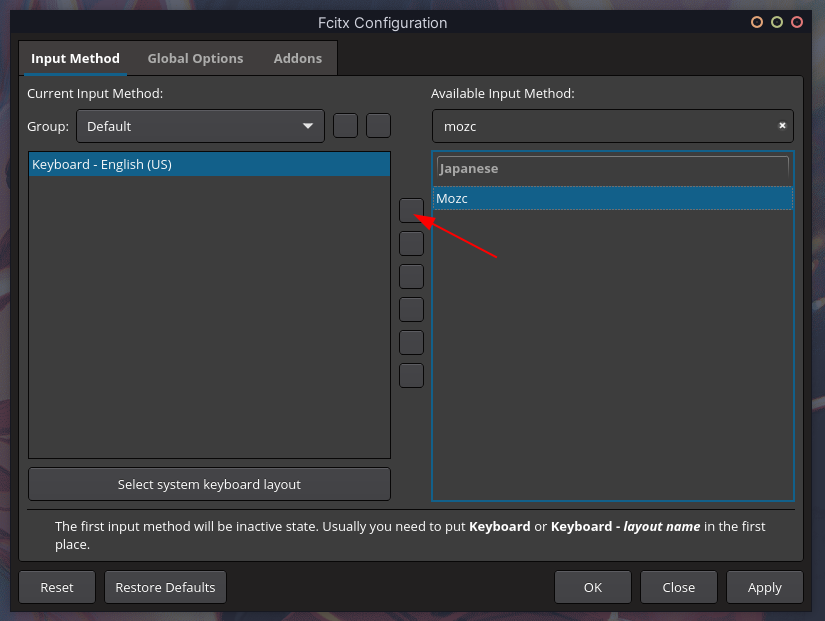 Fcitx Configuration
Input Method
Global Options
Addons
Current Input Method:
Group:
Default
Keyboard - English (US)
Select system keyboard layout
Available Input Method:
mozc
Japanese
Mozc
The first input method will be inactive state. Usually you need to put Keyboard or Keyboard - layout name in the first
place.
Reset
Restore Defaults
OK
Close
Apply